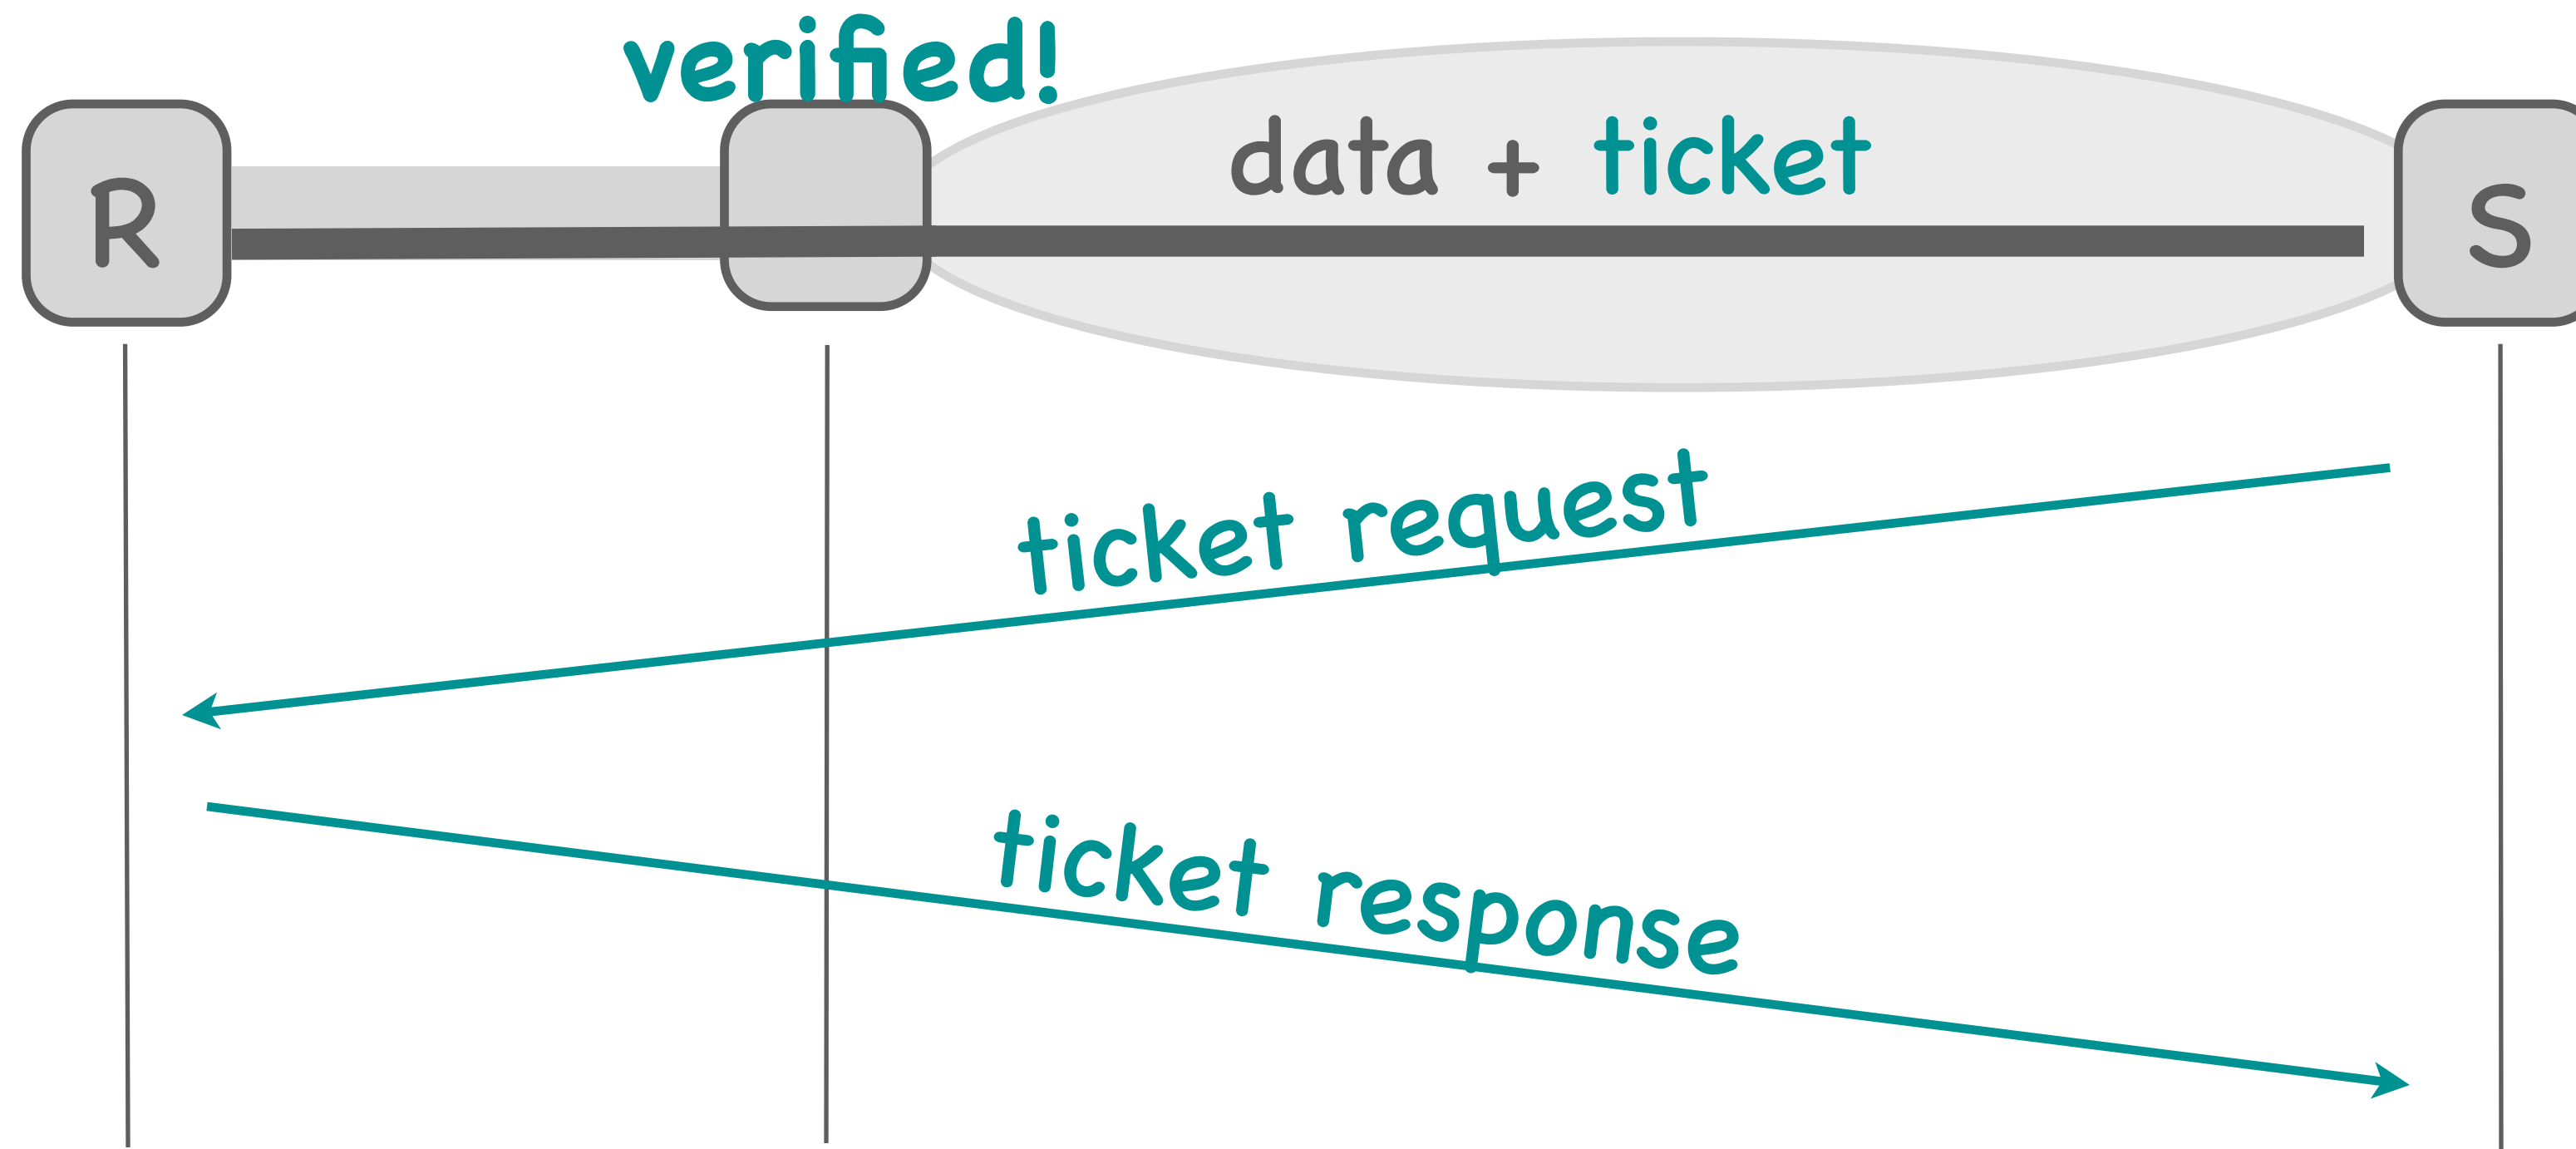 verified!
data + ticket
R
S
ticket request
ticket response